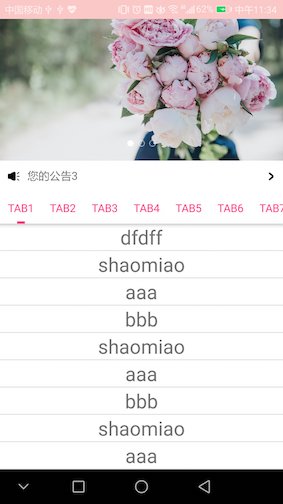 中国移动 62% 中午11:34
您的公告3
TAB1 TAB2 TAB3 TAB4 TAB5 TAB6 TAB7
dfdff
shaomiao
aaa
bbb
shaomiao
aaa
bbb
shaomiao
aaa